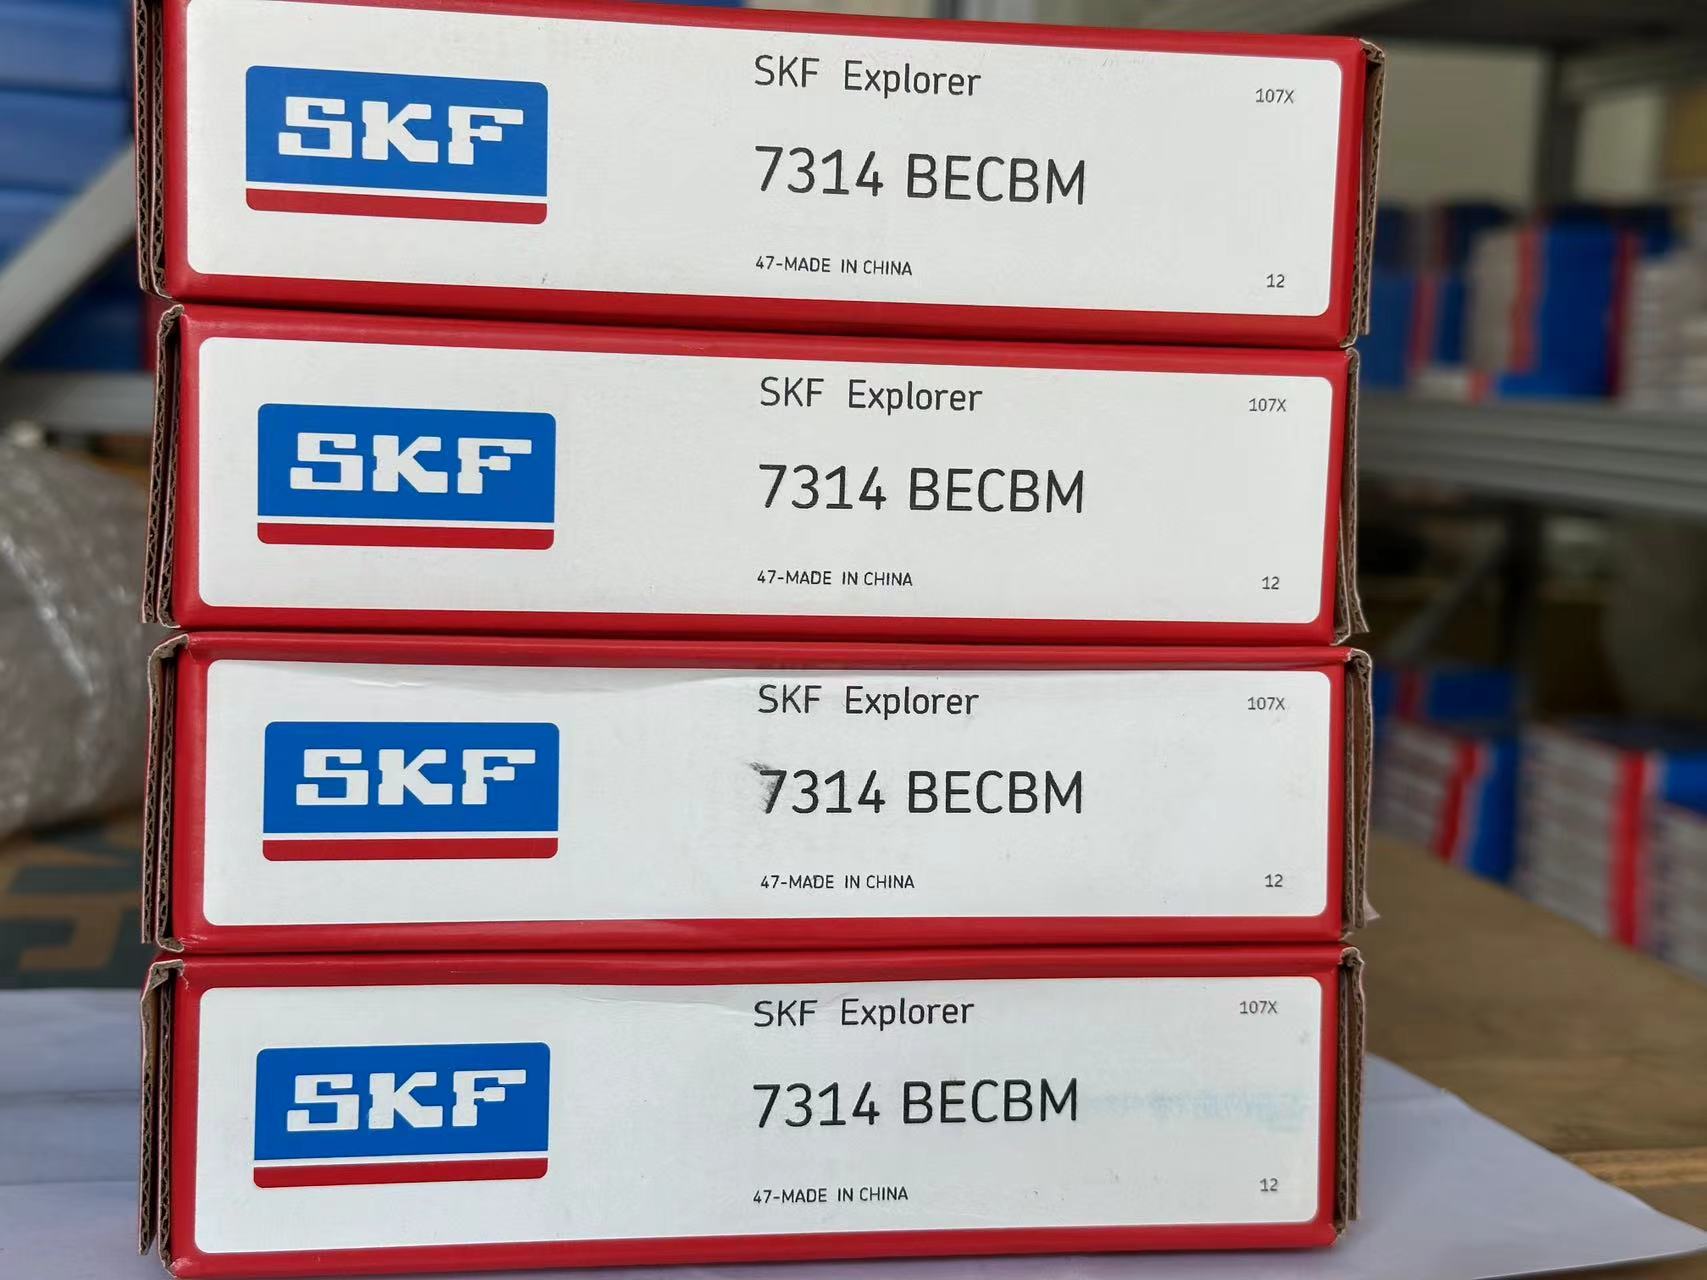 SKF
SKF Explorer
107X
7314 BECBM
47-MADE IN CHINA
12
SKF
SKF Explorer
107X
7314 BECBM
47-MADE IN CHINA
12
SKF
SKF Explorer
107X
7314 BECBM
47-MADE IN CHINA
12
SKF
SKF Explorer
107X
7314 BECBM
47-MADE IN CHINA
12